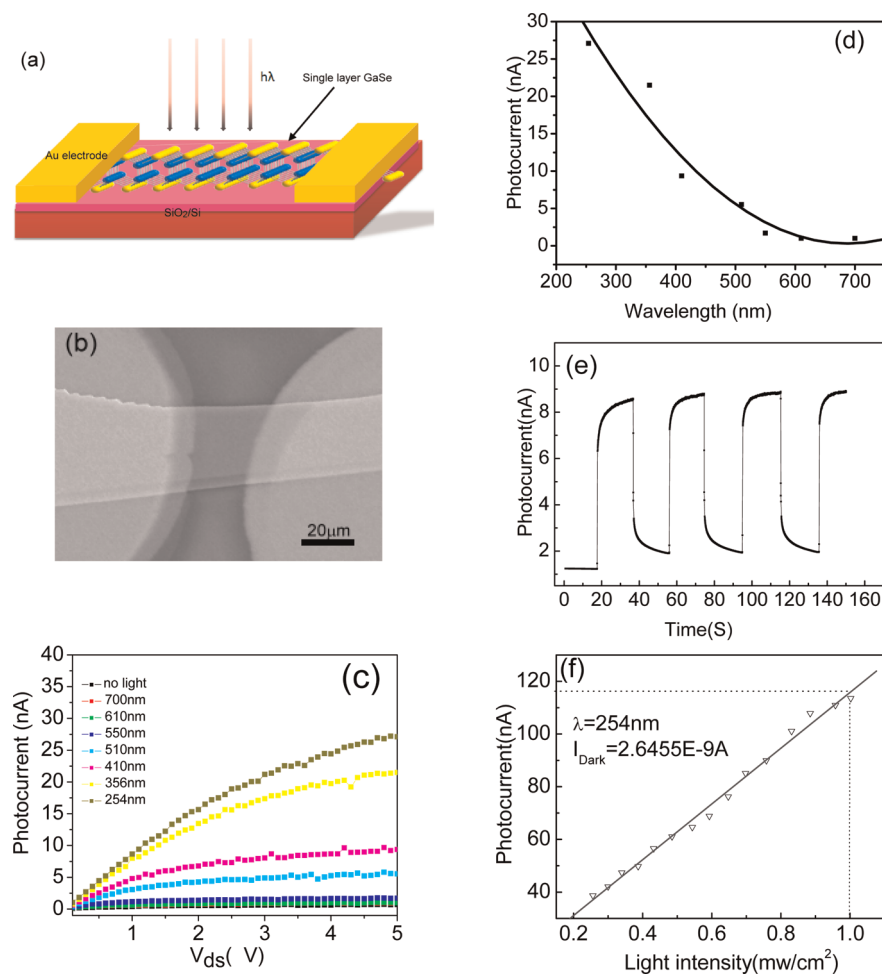 (a)
hλ
Single layer GaSe
Au electrode
SiO2/Si
(b)
20μm
(c)
Photocurrent (nA)
40
35
30
25
20
15
10
5
0
no light
700nm
610nm
550nm
510nm
410nm
356nm
254nm
1 2 3 4 5
Vds( V)
(d)
Photocurrent (nA)
30
25
20
15
10
5
0
200 300 400 500 600 700
Wavelength (nm)
(e)
Photocurrent(nA)
10
8
6
4
2
0 20 40 60 80 100 120 140 160
Time(S)
(f)
Photocurrent(nA)
120
100
80
60
40
λ=254nm
IDark=2.6455E-9A
0.2 0.4 0.6 0.8 1.0
Light intensity(mw/cm2)